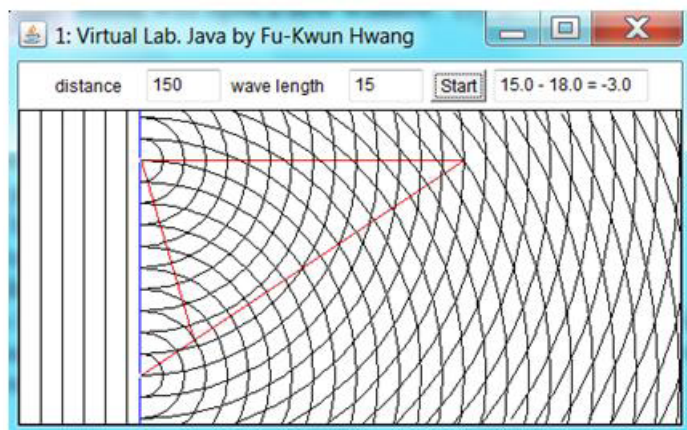 1: Virtual Lab. Java by Fu-Kwun Hwang
distance 150 wave length 15 Start 15.0 - 18.0 = -3.0